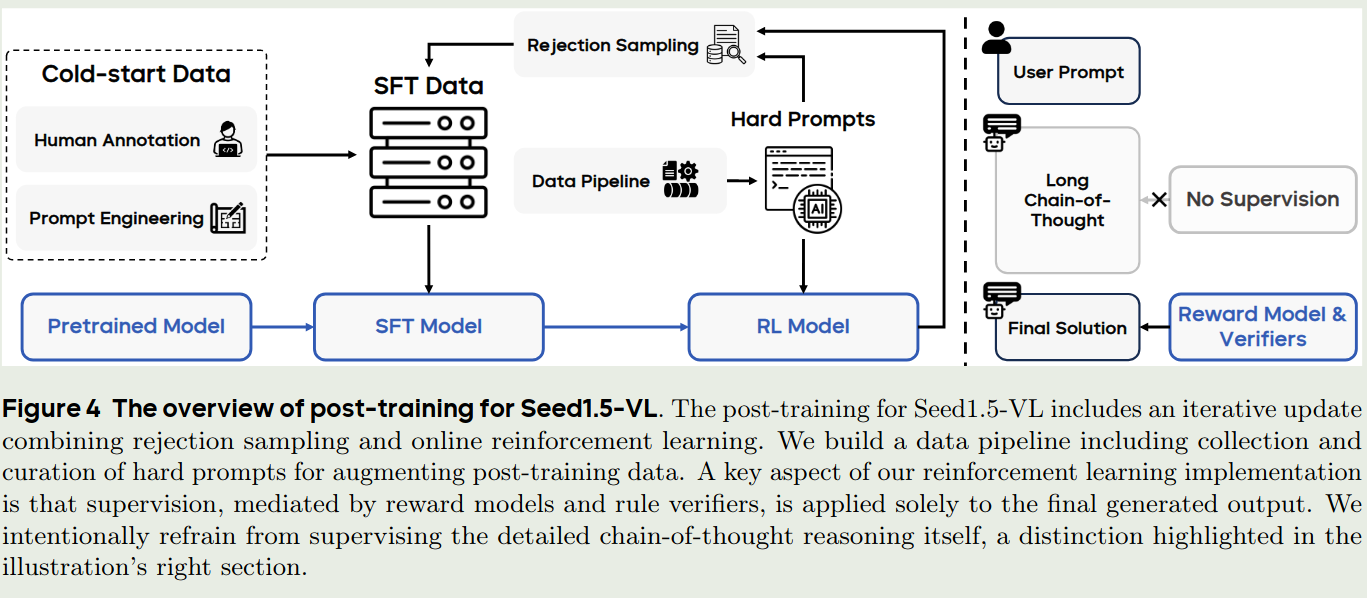 Cold-start Data
Human Annotation
Prompt Engineering
Rejection Sampling
SFT Data
Hard Prompts
Data Pipeline
AI
Pretrained Model
SFT Model
RL Model
User Prompt
Long
Chain-of-
Thought
No Supervision
Final Solution
Reward Model &
Verifiers
Figure 4 The overview of post-training for Seed1.5-VL. The post-training for Seed1.5-VL includes an iterative update
combining rejection sampling and online reinforcement learning. We build a data pipeline including collection and
curation of hard prompts for augmenting post-training data. A key aspect of our reinforcement learning implementation
is that supervision, mediated by reward models and rule verifiers, is applied solely to the final generated output. We
intentionally refrain from supervising the detailed chain-of-thought reasoning itself, a distinction highlighted in the
illustration's right section.